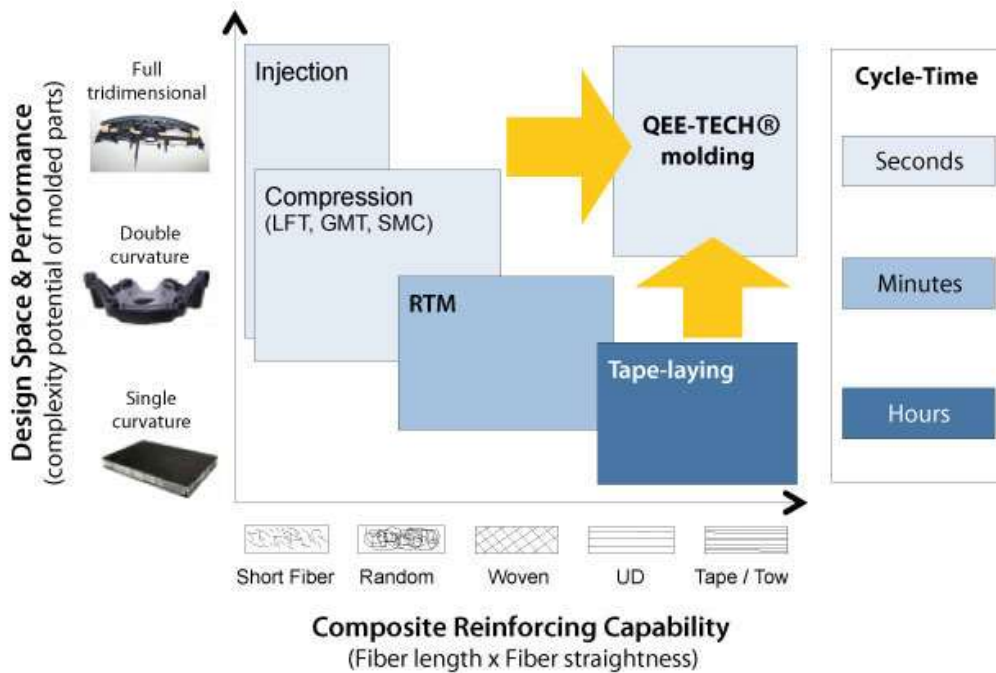 Design Space & Performance
(complexity potential of molded parts)
Full
tridimensional
Double
curvature
Single
curvature
Injection
Compression
(LFT, GMT, SMC)
RTM
Tape-laying
QEE-TECH®
molding
Cycle-Time
Seconds
Minutes
Hours
Short Fiber
Random
Woven
UD
Tape / Tow
Composite Reinforcing Capability
(Fiber length x Fiber straightness)